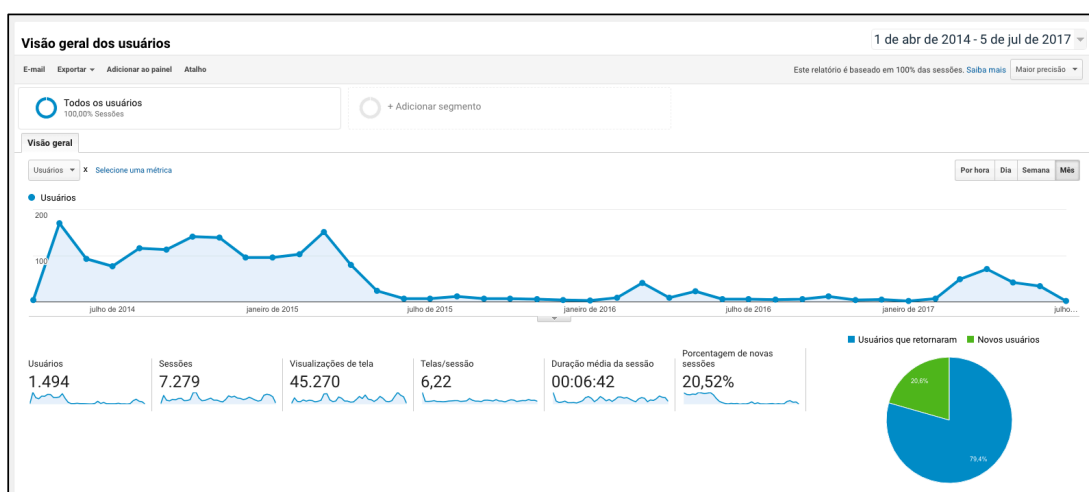 Visão geral dos usuários
1 de abr de 2014 - 5 de jul de 2017
E-mail Exportar Adicionar ao painel Atalho
Este relatório é baseado em 100% das sessões. Saiba mais Maior precisão
Todos os usuários
100,00% Sessões
+ Adicionar segmento
Visão geral
Usuários X Selecione uma métrica
Por hora Dia Semana Mês
Usuários
200
100
julho de 2014 janeiro de 2015 julho de 2015 janeiro de 2016 julho de 2016 janeiro de 2017 julho...
Usuários que retornaram Novos usuários
Usuários
1.494
Sessões
7.279
Visualizações de tela
45.270
Telas/sessão
6,22
Duração média da sessão
00:06:42
Porcentagem de novas
sessões
20,52%
20,6%
79,4%